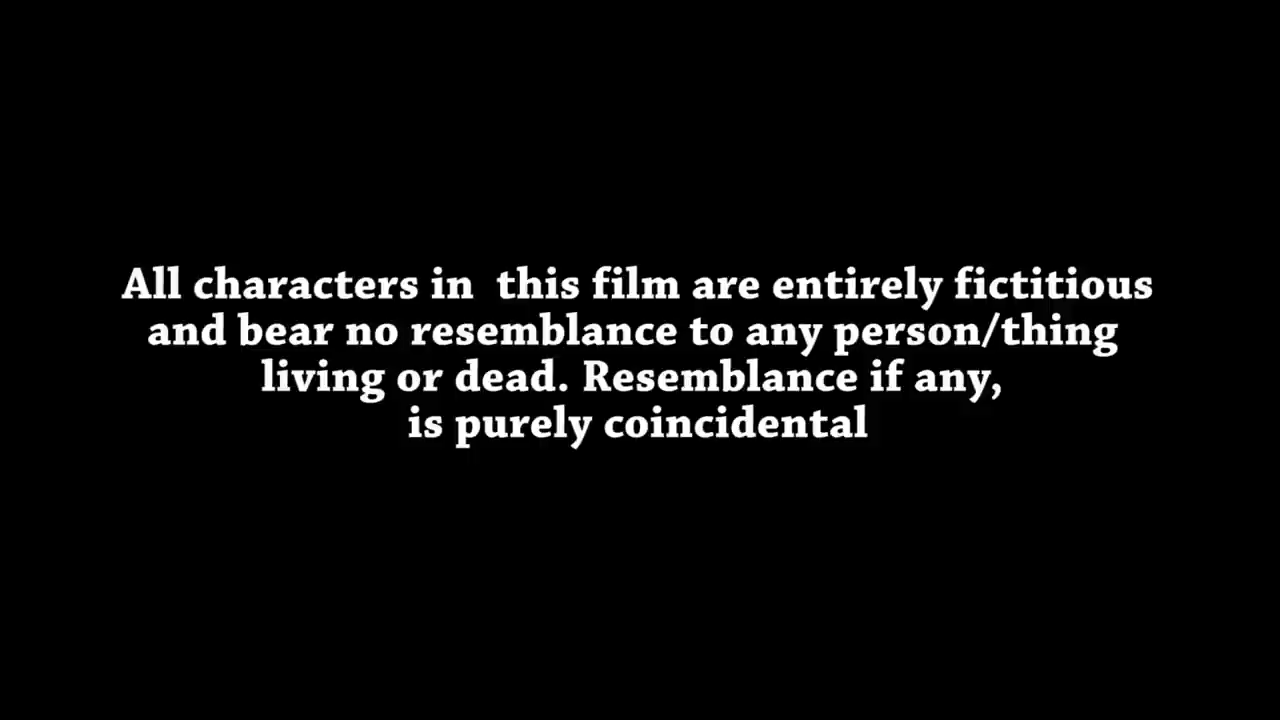 All characters in  this film are entirely fictitious
and bear no resemblance to any person/thing
living or dead. Resemblance if any,
is purely coincidental